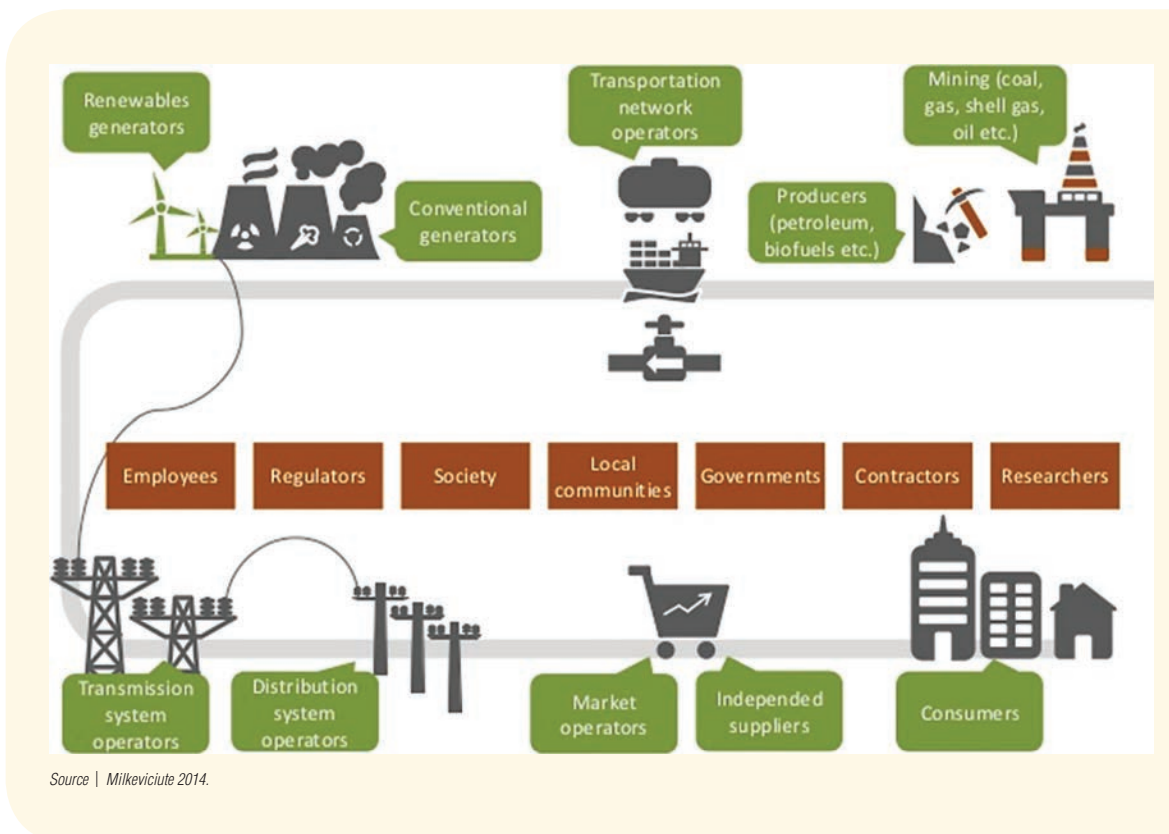 Renewables
generators
Transportation
network
operators
Mining (coal,
gas, shell gas,
oil etc.)
Conventional
generators
Producers
(petroleum,
biofuels etc.)
Employees
Regulators
Society
Local
communities
Governments
Contractors
Researchers
Transmission
system
operators
Distribution
system
operators
Market
operators
Independed
suppliers
Consumers
Source | Milkeviciute 2014.